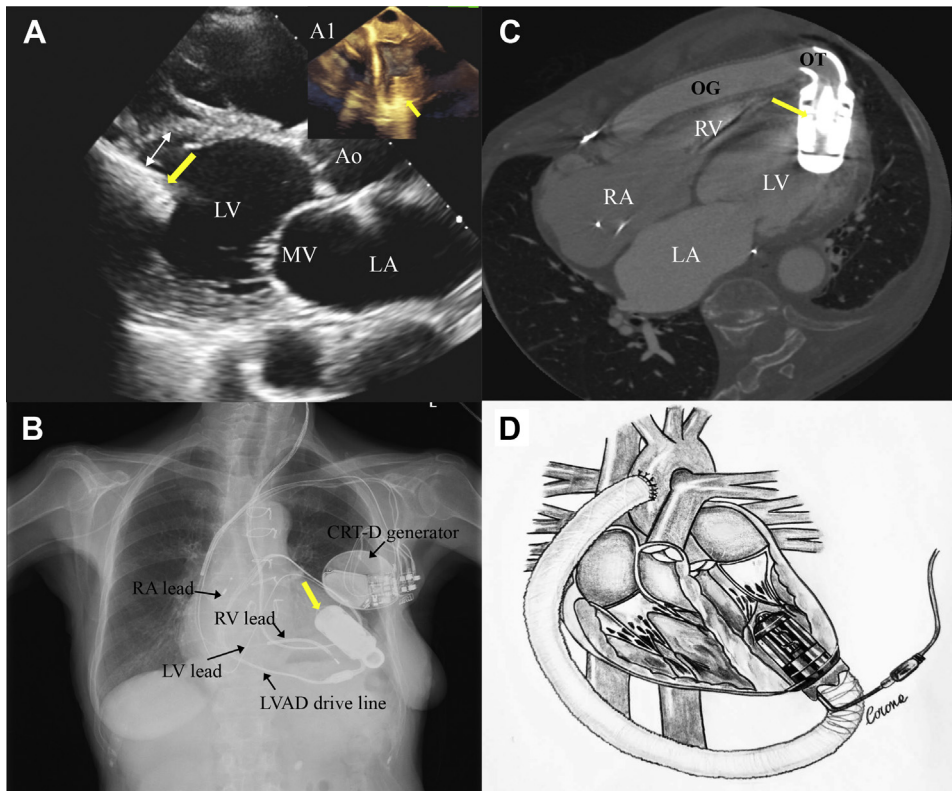 A
A1
Ao
LV
MV
LA
B
L
CRT-D generator
RA lead
RV lead
LV lead
LVAD drive line
C
OT
OG
RV
LV
RA
LA
D
Corone